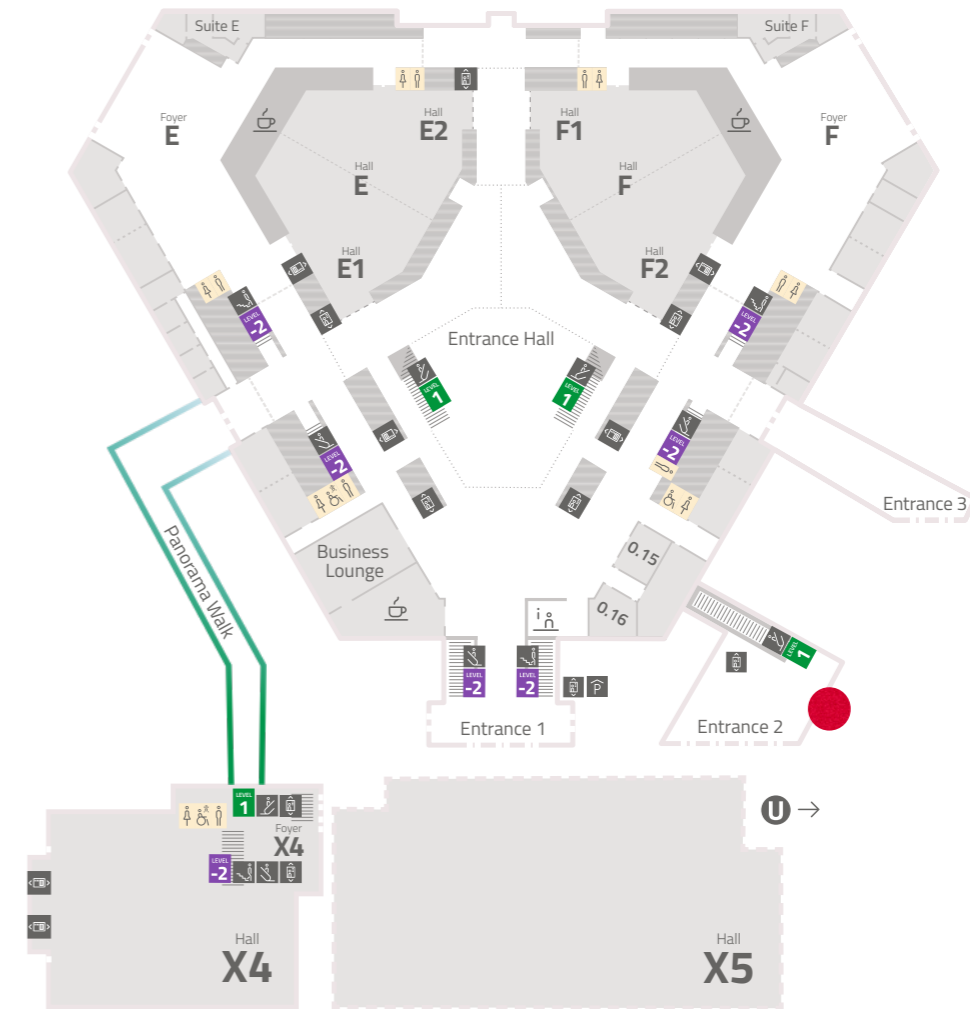 Suite E
Suite F
Foyer
E
Hall
E2
Hall
F1
Foyer
F
Hall
E
Hall
F
Hall
E1
Hall
F2
LEVEL
-2
LEVEL
-2
Entrance Hall
LEVEL
1
LEVEL
1
LEVEL
-2
LEVEL
-2
Entrance 3
Panorama Walk
Business
Lounge
0.15
0.16
i
LEVEL
1
LEVEL
-2
LEVEL
-2
P
Entrance 1
Entrance 2
LEVEL
1
Foyer
X4
U
LEVEL
-2
Hall
X4
Hall
X5